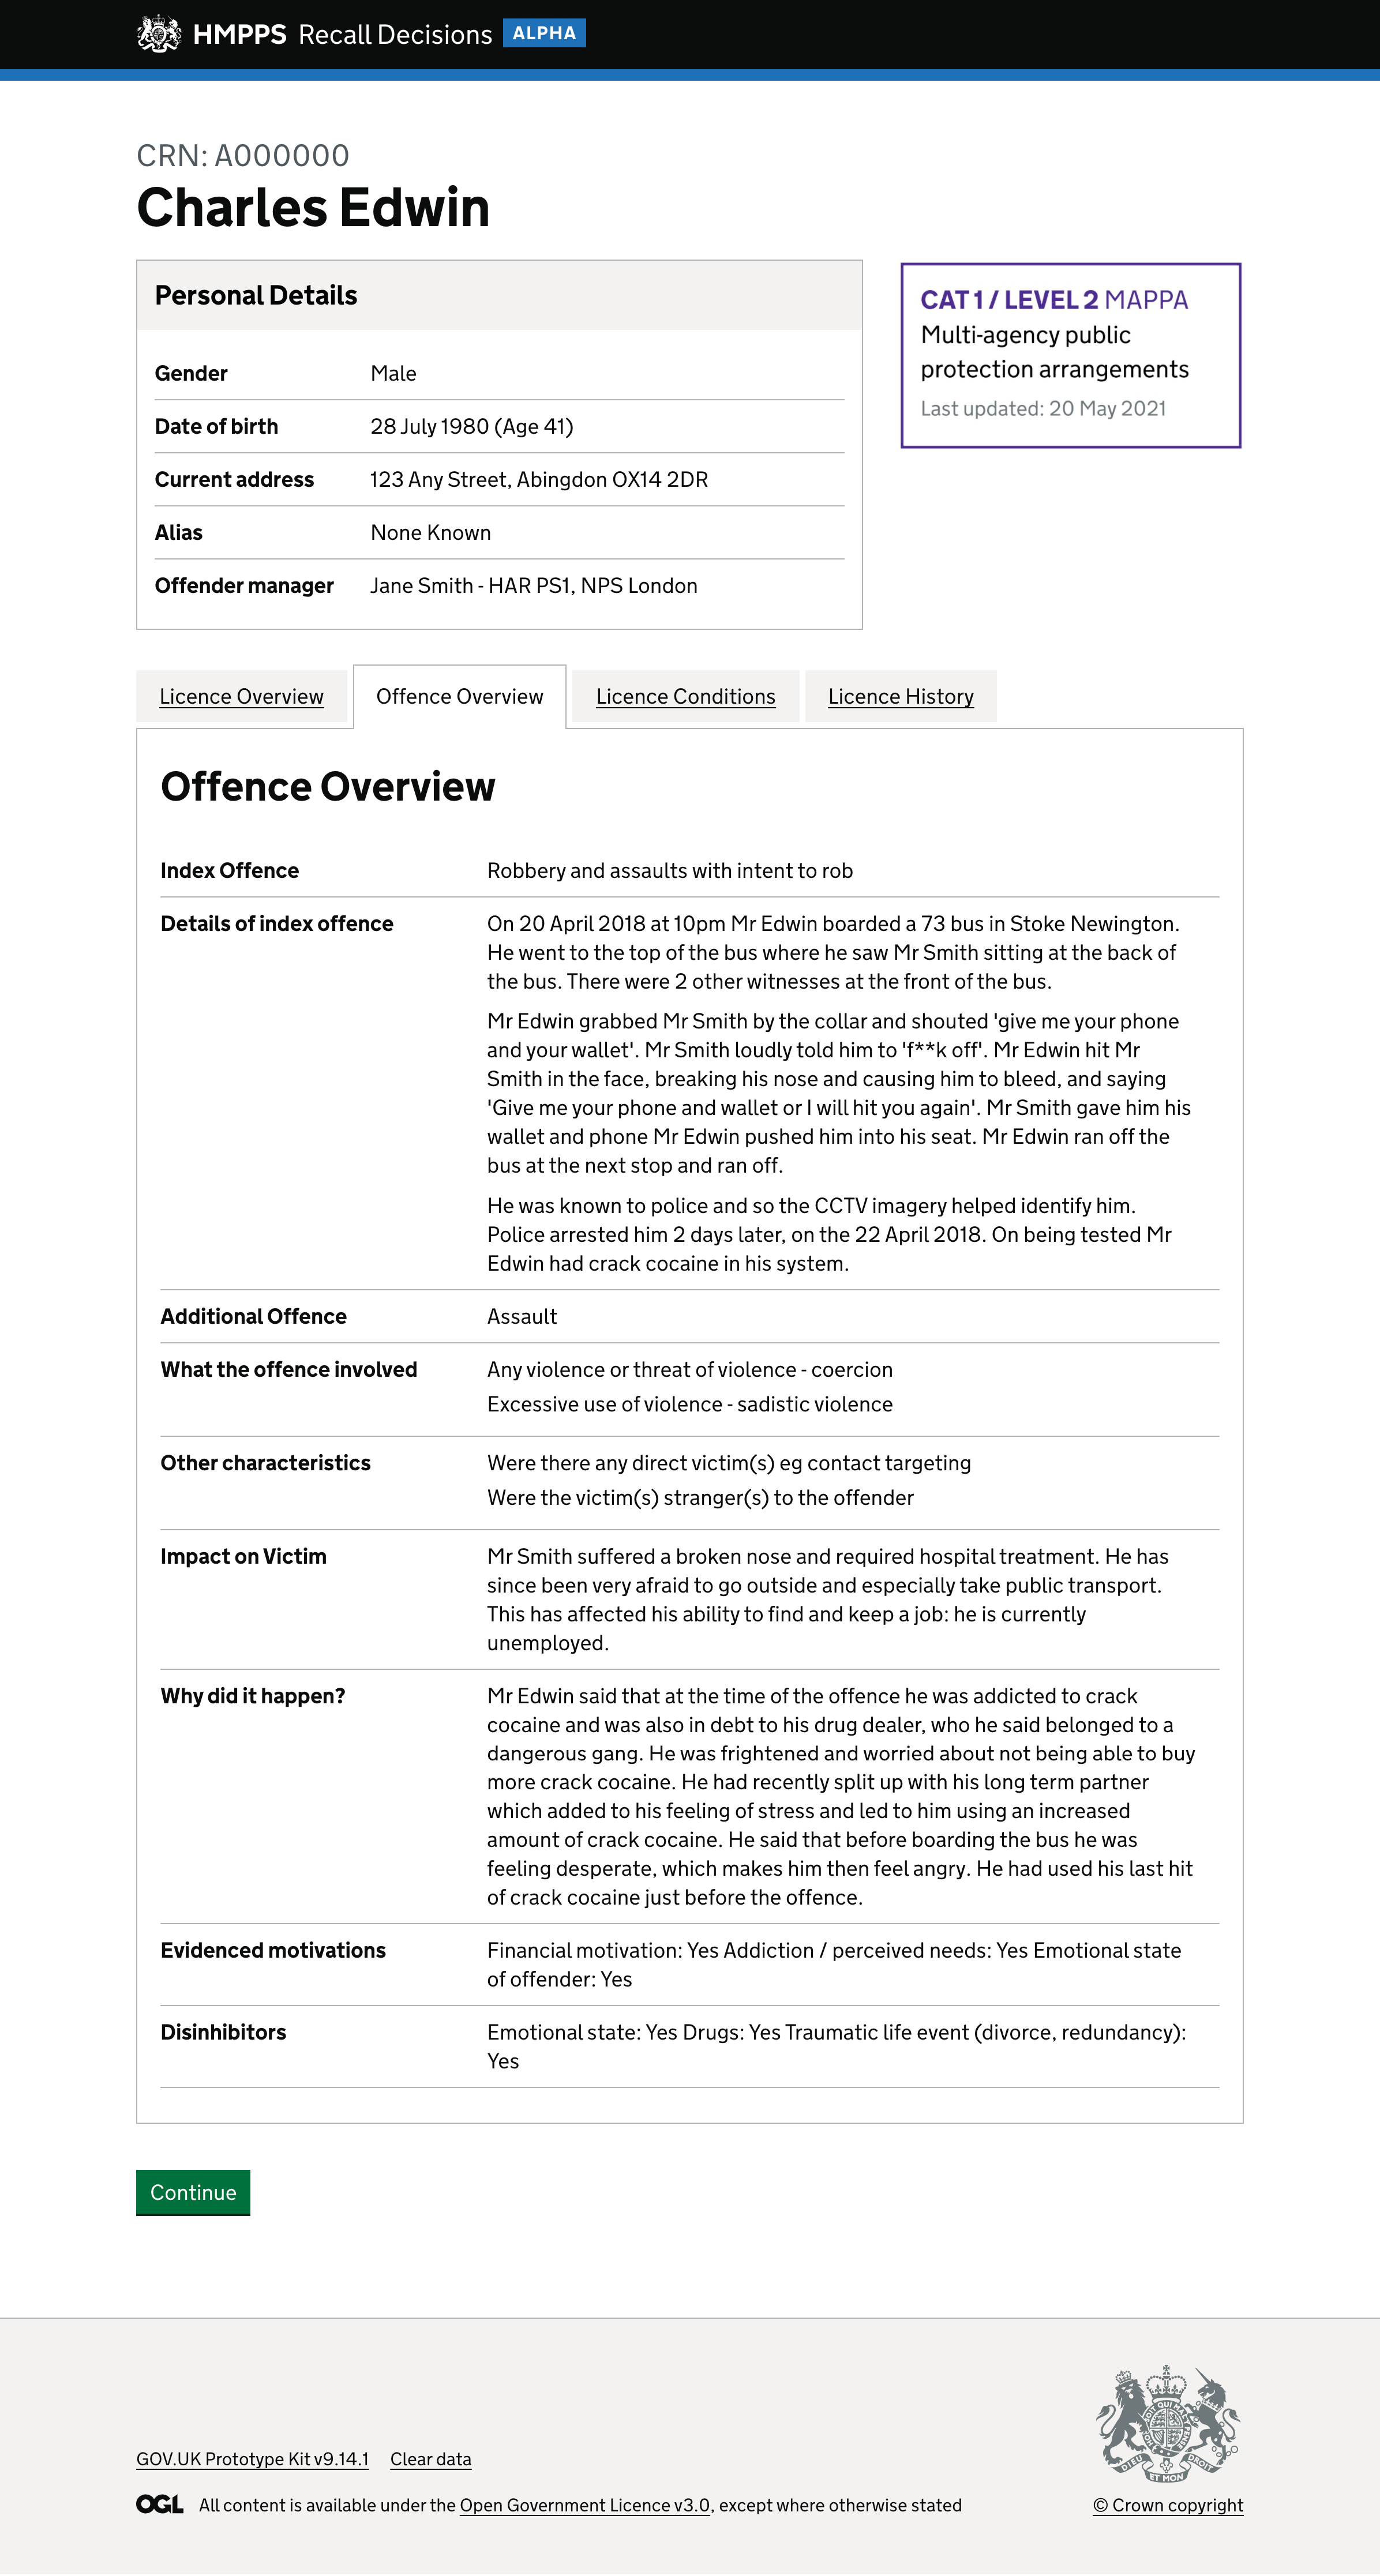 HMPPS Recall Decisions ALPHA
CRN: A000000
Charles Edwin
Personal Details
Gender Male
Date of birth 28 July 1980 (Age 41)
Current address 123 Any Street, Abingdon OX14 2DR
Alias None Known
Offender manager Jane Smith - HAR PS1, NPS London
CAT 1 / LEVEL 2 MAPPA
Multi-agency public
protection arrangements
Last updated: 20 May 2021
Licence Overview Offence Overview Licence Conditions Licence History
Offence Overview
Index Offence Robbery and assaults with intent to rob
Details of index offence On 20 April 2018 at 10pm Mr Edwin boarded a 73 bus in Stoke Newington.
He went to the top of the bus where he saw Mr Smith sitting at the back of
the bus. There were 2 other witnesses at the front of the bus.
Mr Edwin grabbed Mr Smith by the collar and shouted 'give me your phone
and your wallet'. Mr Smith loudly told him to 'f**k off'. Mr Edwin hit Mr
Smith in the face, breaking his nose and causing him to bleed, and saying
'Give me your phone and wallet or I will hit you again'. Mr Smith gave him his
wallet and phone Mr Edwin pushed him into his seat. Mr Edwin ran off the
bus at the next stop and ran off.
He was known to police and so the CCTV imagery helped identify him.
Police arrested him 2 days later, on the 22 April 2018. On being tested Mr
Edwin had crack cocaine in his system.
Additional Offence Assault
What the offence involved Any violence or threat of violence - coercion
Excessive use of violence - sadistic violence
Other characteristics Were there any direct victim(s) eg contact targeting
Were the victim(s) stranger(s) to the offender
Impact on Victim Mr Smith suffered a broken nose and required hospital treatment. He has
since been very afraid to go outside and especially take public transport.
This has affected his ability to find and keep a job: he is currently
unemployed.
Why did it happen? Mr Edwin said that at the time of the offence he was addicted to crack
cocaine and was also in debt to his drug dealer, who he said belonged to a
dangerous gang. He was frightened and worried about not being able to buy
more crack cocaine. He had recently split up with his long term partner
which added to his feeling of stress and led to him using an increased
amount of crack cocaine. He said that before boarding the bus he was
feeling desperate, which makes him then feel angry. He had used his last hit
of crack cocaine just before the offence.
Evidenced motivations Financial motivation: Yes Addiction / perceived needs: Yes Emotional state
of offender: Yes
Disinhibitors Emotional state: Yes Drugs: Yes Traumatic life event (divorce, redundancy):
Yes
Continue
GOV.UK Prototype Kit v9.14.1 Clear data
OGL All content is available under the Open Government Licence v3.0, except where otherwise stated
DIEU ET MON DROIT
© Crown copyright